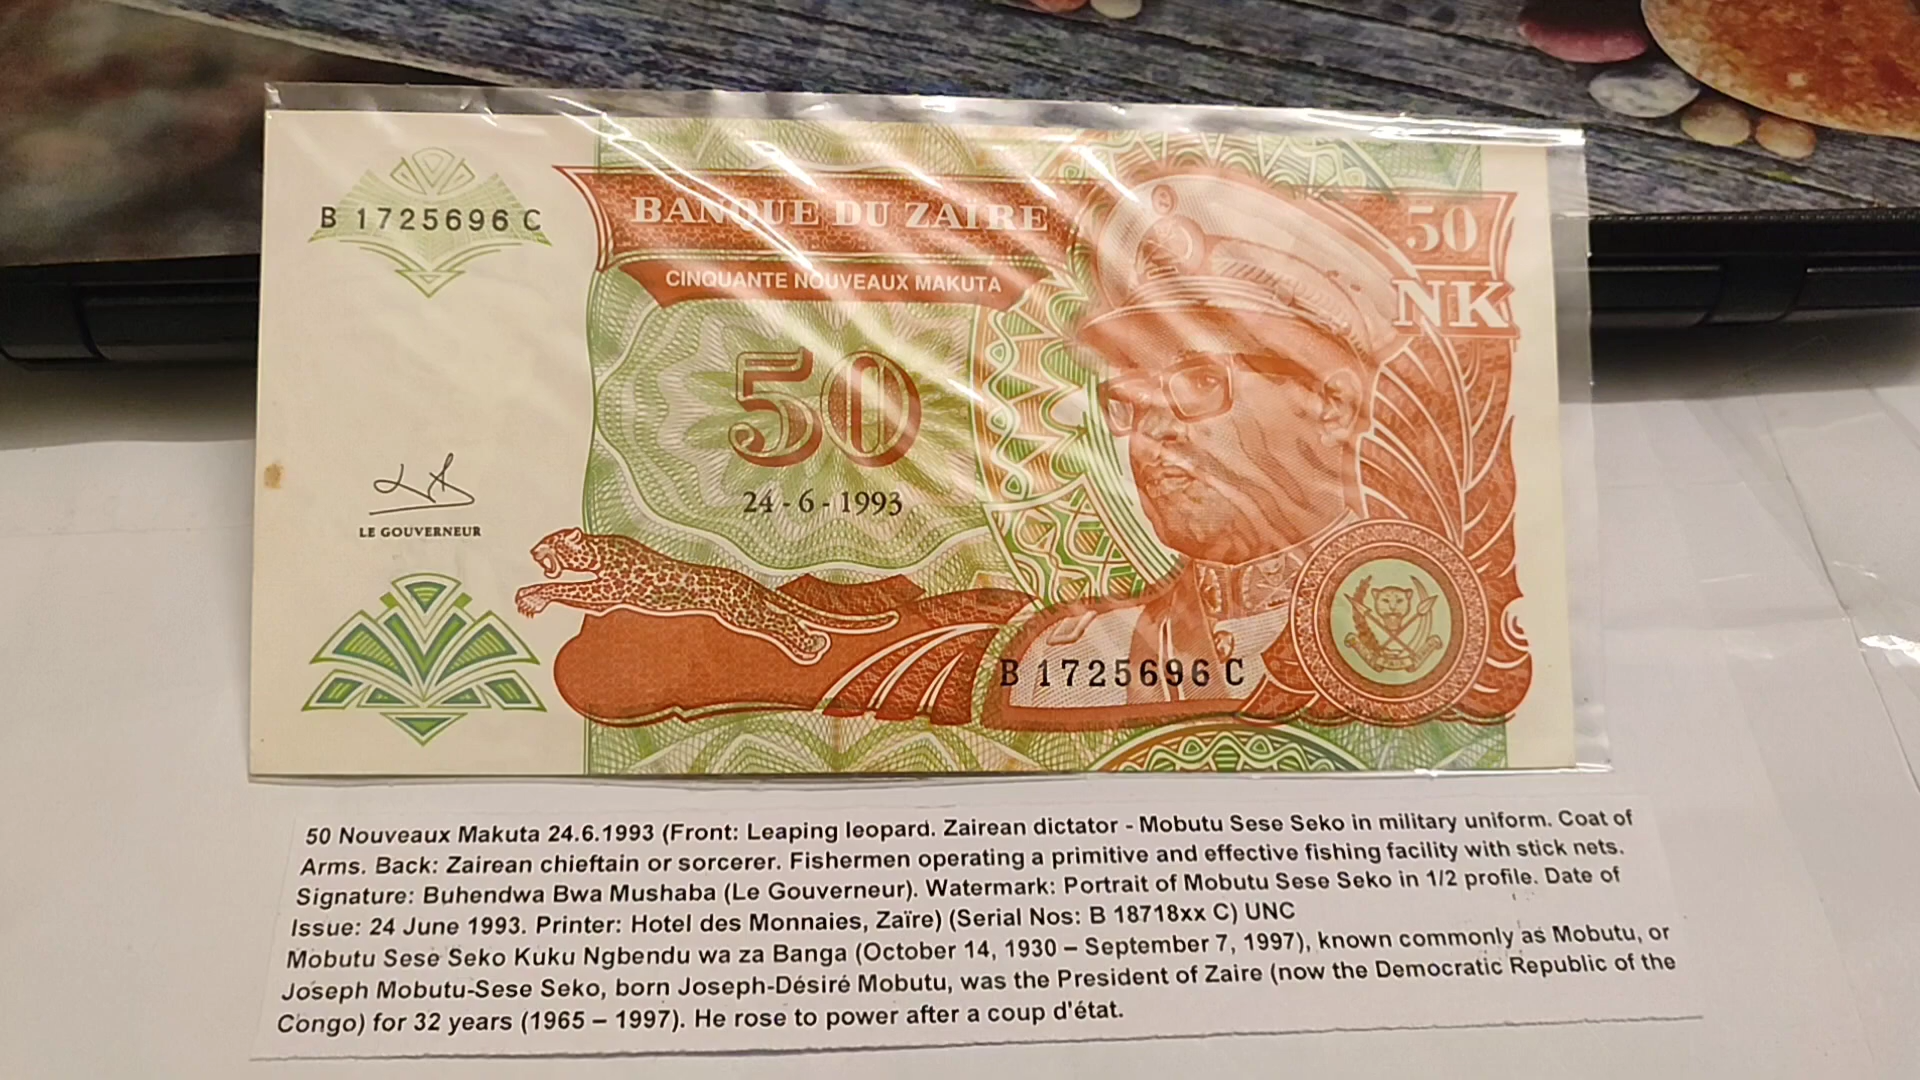 B 1725696 C
BANQUE DU ZAÏRE
50
NK
CINQUANTE NOUVEAUX MAKUTA
50
24 - 6 - 1993
LE GOUVERNEUR
B 1725696 C
50 Nouveaux Makuta 24.6.1993 (Front: Leaping leopard. Zairean dictator - Mobutu Sese Seko in military uniform. Coat of
Arms. Back: Zairean chieftain or sorcerer. Fishermen operating a primitive and effective fishing facility with stick nets.
Signature: Buhendwa Bwa Mushaba (Le Gouverneur). Watermark: Portrait of Mobutu Sese Seko in 1/2 profile. Date of
Issue: 24 June 1993. Printer: Hotel des Monnaies, Zaïre) (Serial Nos: B 18718xx C) UNC
Mobutu Sese Seko Kuku Ngbendu wa za Banga (October 14, 1930 – September 7, 1997), known commonly as Mobutu, or
Joseph Mobutu-Sese Seko, born Joseph-Désiré Mobutu, was the President of Zaire (now the Democratic Republic of the
Congo) for 32 years (1965 – 1997). He rose to power after a coup d'état.